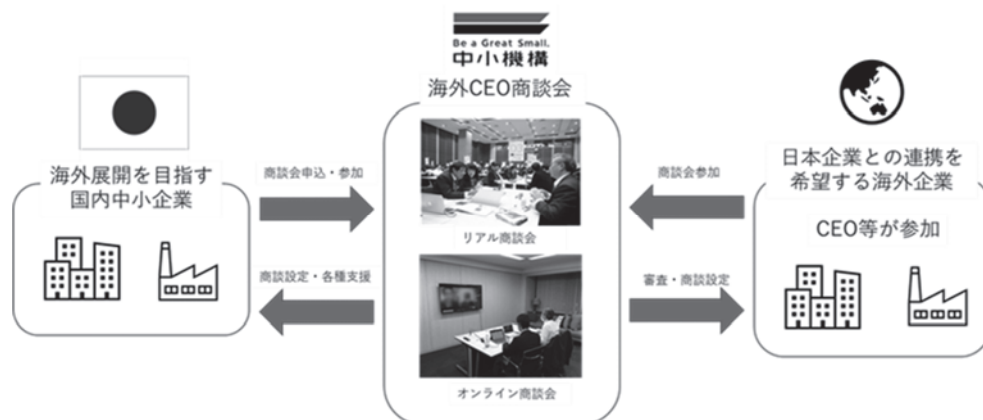 Be a Great Small.
中小機構
海外CEO商談会
海外展開を目指す
国内中小企業
商談会申込・参加
商談設定・各種支援
リアル商談会
オンライン商談会
商談会参加
審査・商談設定
日本企業との連携を
希望する海外企業
CEO等が参加